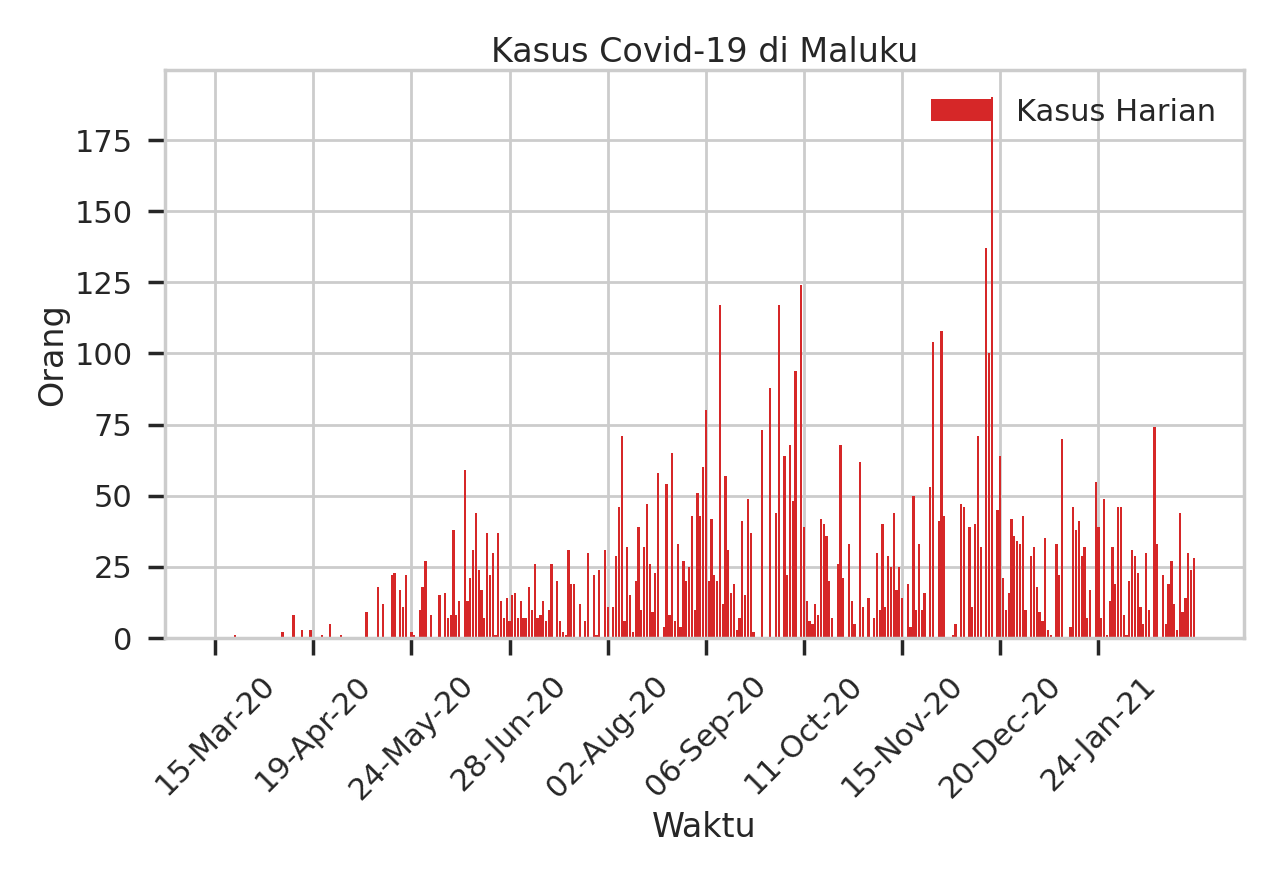 Kasus Covid-19 di Maluku
Kasus Harian
Orang
175
150
125
100
75
50
25
0
15-Mar-20
19-Apr-20
24-May-20
28-Jun-20
02-Aug-20
06-Sep-20
11-Oct-20
15-Nov-20
20-Dec-20
24-Jan-21
Waktu